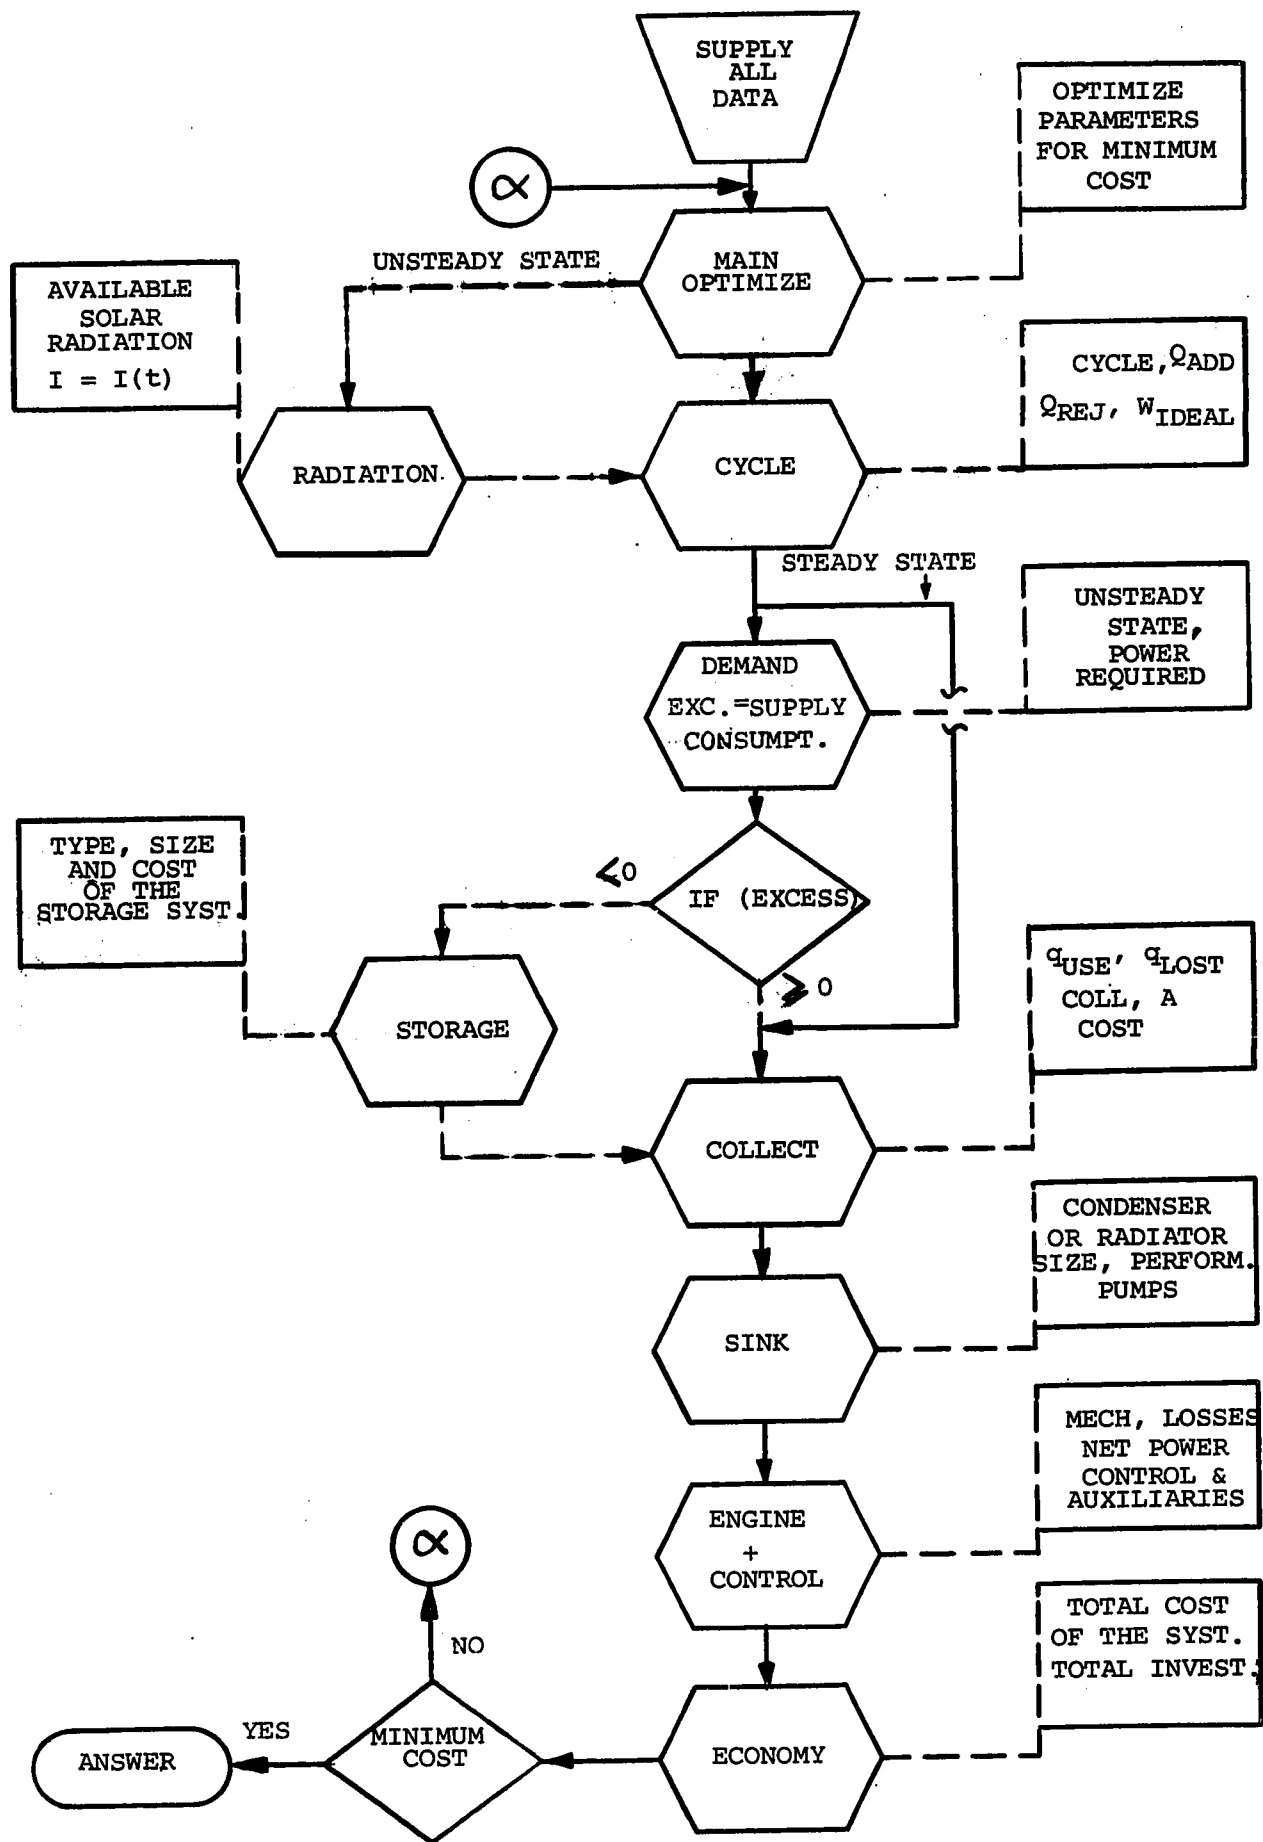 SUPPLY
ALL
DATA
OPTIMIZE
PARAMETERS
FOR MINIMUM
COST
α
UNSTEADY STATE
MAIN
OPTIMIZE
AVAILABLE
SOLAR
RADIATION
I = I(t)
CYCLE, QADD
QREJ, WIDEAL
RADIATION
CYCLE
STEADY STATE
UNSTEADY
STATE,
POWER
REQUIRED
DEMAND
EXC.=SUPPLY
CONSUMPT.
TYPE, SIZE
AND COST
OF THE
STORAGE SYST.
⩽0
IF (EXCESS)
⩾0
qUSE, qLOST
COLL, A
COST
STORAGE
COLLECT
CONDENSER
OR RADIATOR
SIZE, PERFORM.
PUMPS
SINK
MECH, LOSSES
NET POWER
CONTROL &
AUXILIARIES
ENGINE
+
CONTROL
α
NO
TOTAL COST
OF THE SYST.
TOTAL INVEST.
YES
ANSWER
MINIMUM
COST
ECONOMY